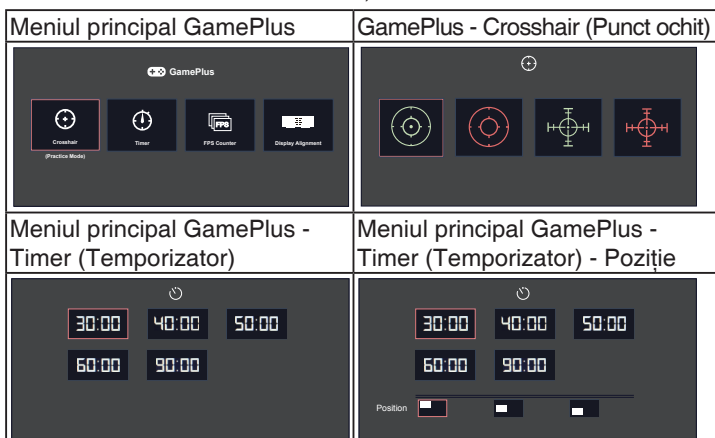 Meniul principal GamePlus
GamePlus - Crosshair (Punct ochit)
GamePlus
Crosshair
Timer
FPS
FPS Counter
Display Alignment
(Practice Mode)
Meniul principal GamePlus -
Timer (Temporizator)
Meniul principal GamePlus -
Timer (Temporizator) - Poziție
30:00 40:00 50:00
60:00 90:00
30:00 40:00 50:00
60:00 90:00
Position